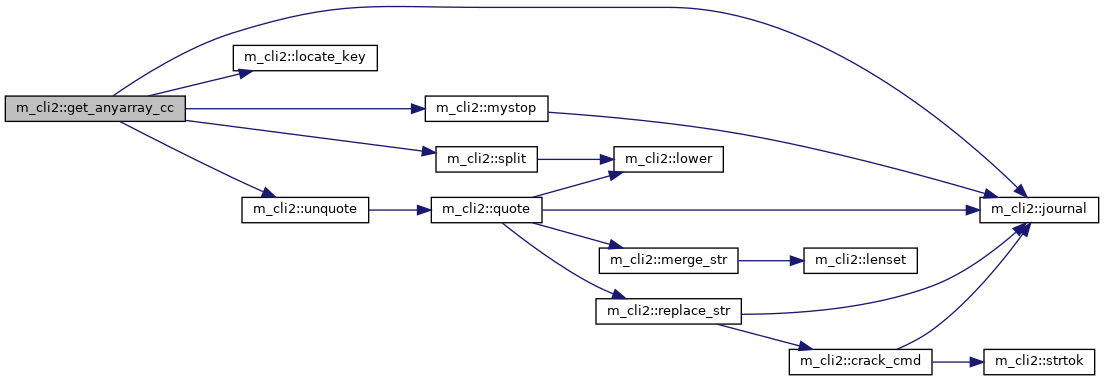 m_cli2::locate_key
m_cli2::get_anyarray_cc
m_cli2::mystop
m_cli2::split
m_cli2::lower
m_cli2::unquote
m_cli2::quote
m_cli2::journal
m_cli2::merge_str
m_cli2::lenset
m_cli2::replace_str
m_cli2::crack_cmd
m_cli2::strtok